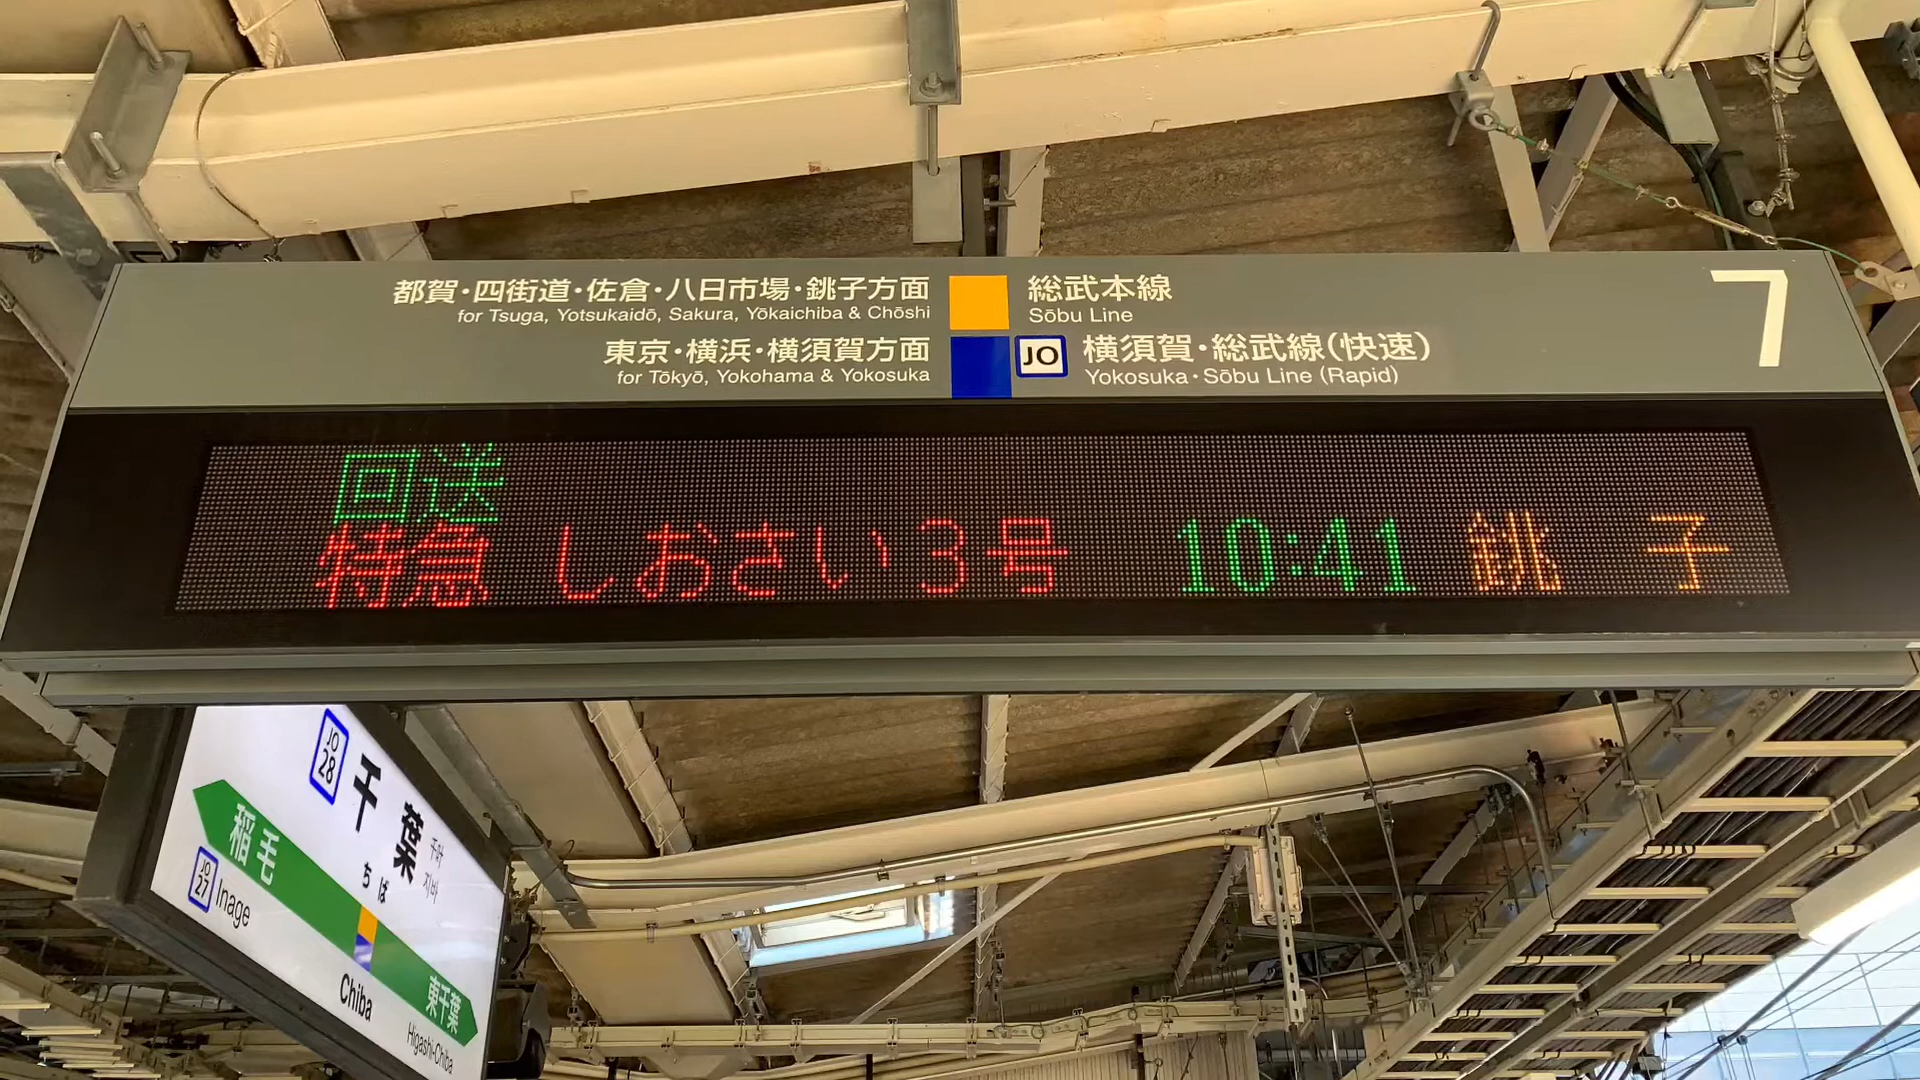 都賀・四街道・佐倉・八日市場・銚子方面 総武本線
for Tsuga, Yotsukaidō, Sakura, Yōkaichiba & Chōshi Sōbu Line
東京・横浜・横須賀方面 JO 横須賀・総武線(快速)
for Tōkyō, Yokohama & Yokosuka Yokosuka・Sōbu Line (Rapid)
7
回送
特急 しおさい3号 10:41 銚 子
JO 28 千葉
千叶
지바
ちば
稲毛
JO 27 Inage
Chiba
東千葉
Higashi-Chiba